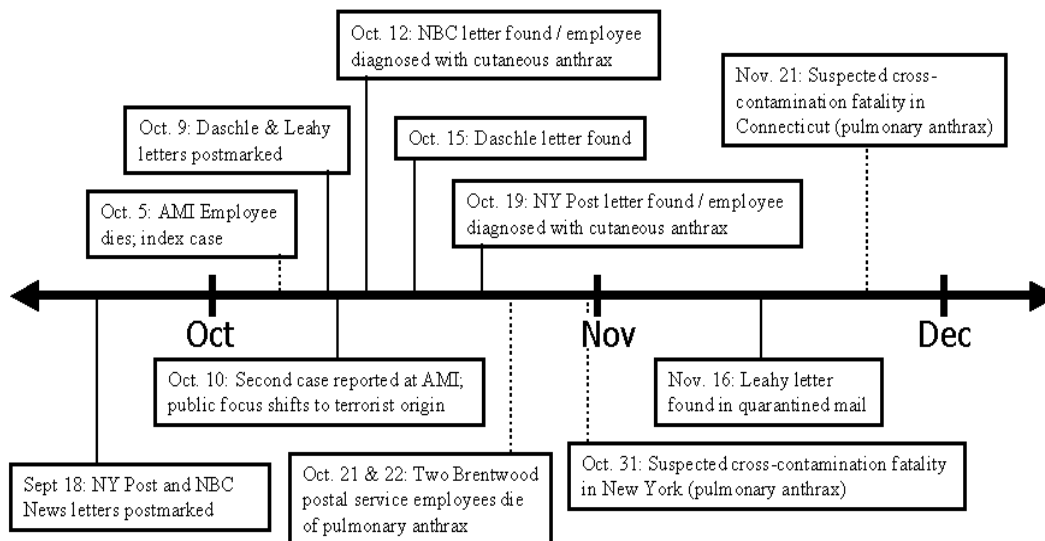 Oct. 12: NBC letter found / employee
diagnosed with cutaneous anthrax
Nov. 21: Suspected cross-
contamination fatality in
Connecticut (pulmonary anthrax)
Oct. 9: Daschle & Leahy
letters postmarked
Oct. 15: Daschle letter found
Oct. 5: AMI Employee
dies; index case
Oct. 19: NY Post letter found / employee
diagnosed with cutaneous anthrax
Oct
Nov
Dec
Oct. 10: Second case reported at AMI;
public focus shifts to terrorist origin
Nov. 16: Leahy letter
found in quarantined mail
Sept 18: NY Post and NBC
News letters postmarked
Oct. 21 & 22: Two Brentwood
postal service employees die
of pulmonary anthrax
Oct. 31: Suspected cross-contamination fatality
in New York (pulmonary anthrax)